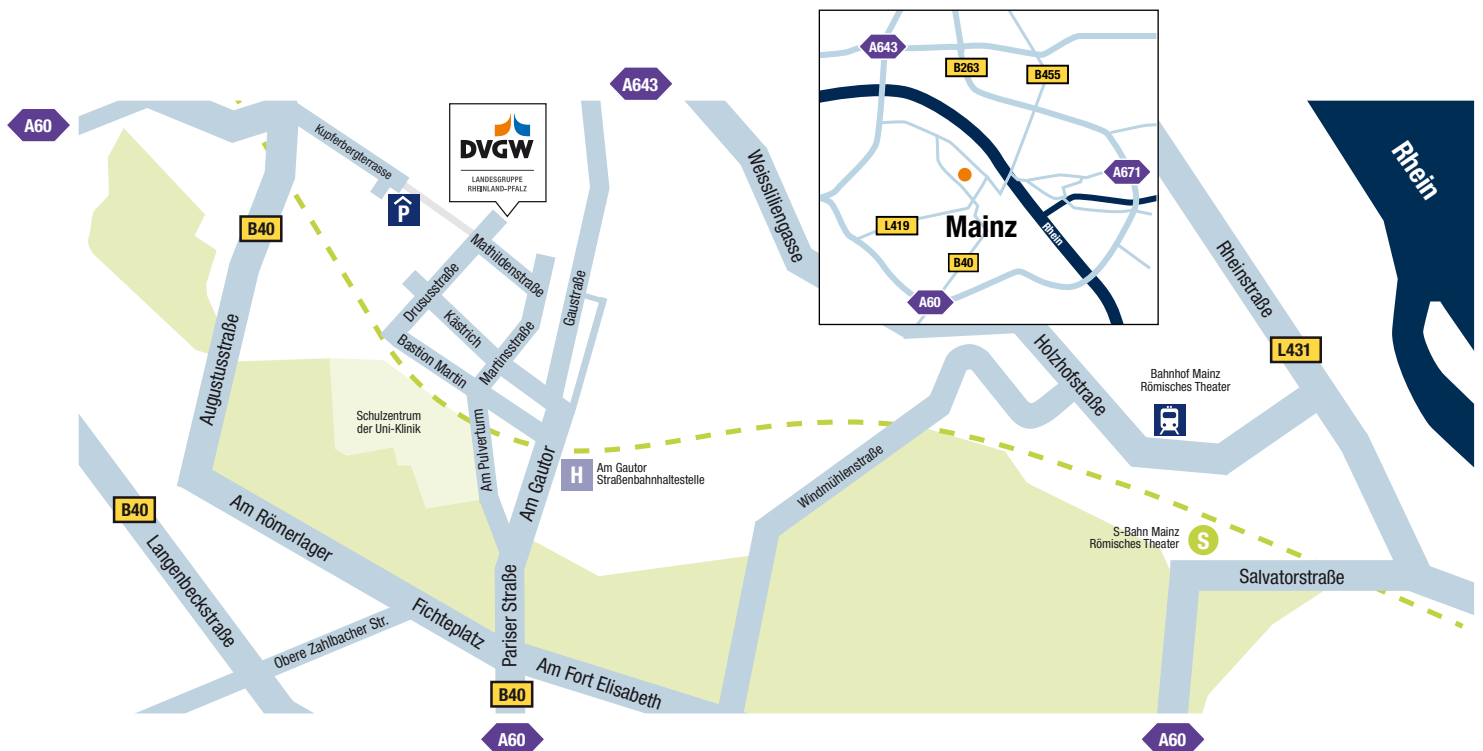 A643
A643
B263
B455
A60
Kupferbergterrasse
DVGW
LANDESGRUPPE
RHEINLAND-PFALZ
P
Weissliliengasse
A671
Rhein
B40
L419
Mainz
Rhein
B40
A60
Mathildenstraße
Drususstraße
Kästrich
Gaustraße
Rheinstraße
Bastion Martin
Martinsstraße
Holzhofstraße
L431
Augustusstraße
Bahnhof Mainz
Römisches Theater
Schulzentrum
der Uni-Klinik
Am Pulverturm
Am Gautor
H
Am Gautor
Straßenbahnhaltestelle
Windmühlenstraße
B40
Am Römerlager
Langenbeckstraße
S-Bahn Mainz
Römisches Theater
S
Salvatorstraße
Obere Zahlbacher Str.
Fichteplatz
Pariser Straße
Am Fort Elisabeth
B40
A60
A60